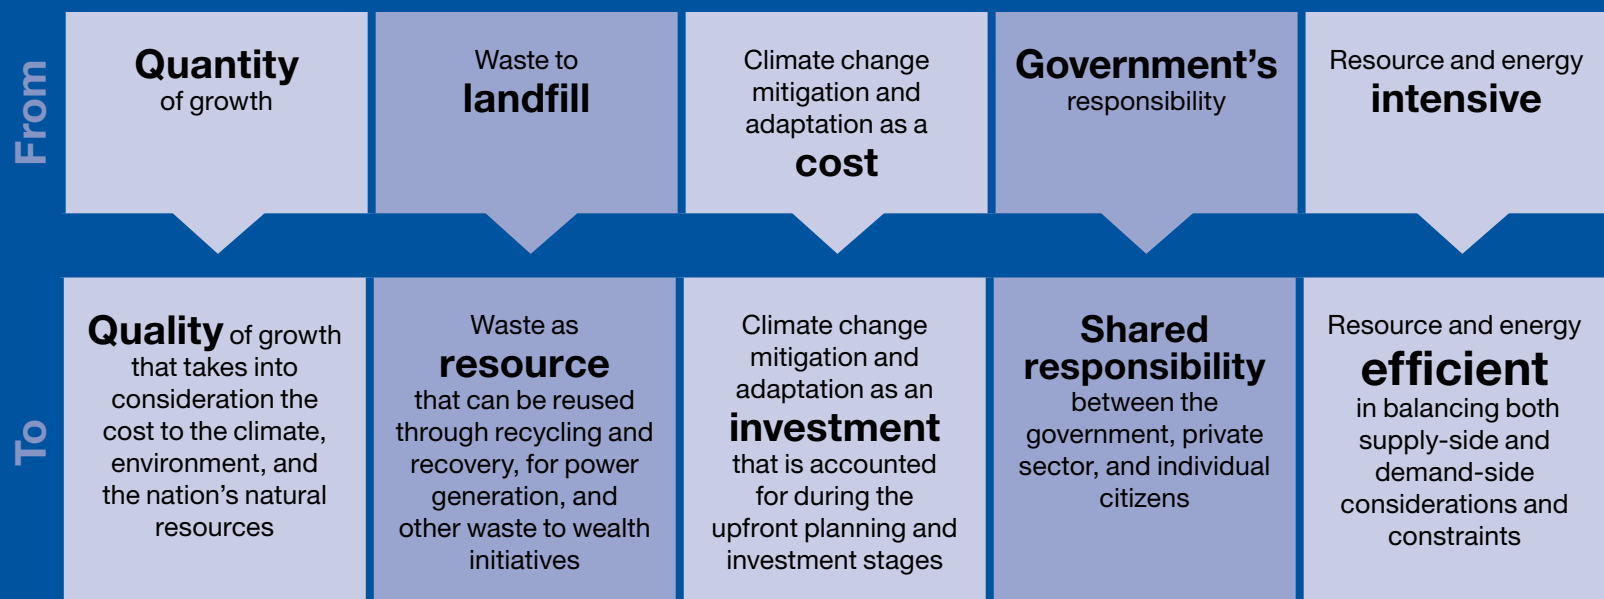 From
Quantity
of growth
Waste to
landfill
Climate change
mitigation and
adaptation as a
cost
Government's
responsibility
Resource and energy
intensive
To
Quality of growth
that takes into
consideration the
cost to the climate,
environment, and
the nation's natural
resources
Waste as
resource
that can be reused
through recycling and
recovery, for power
generation, and
other waste to wealth
initiatives
Climate change
mitigation and
adaptation as an
investment
that is accounted
for during the
upfront planning and
investment stages
Shared
responsibility
between the
government, private
sector, and individual
citizens
Resource and energy
efficient
in balancing both
supply-side and
demand-side
considerations and
constraints